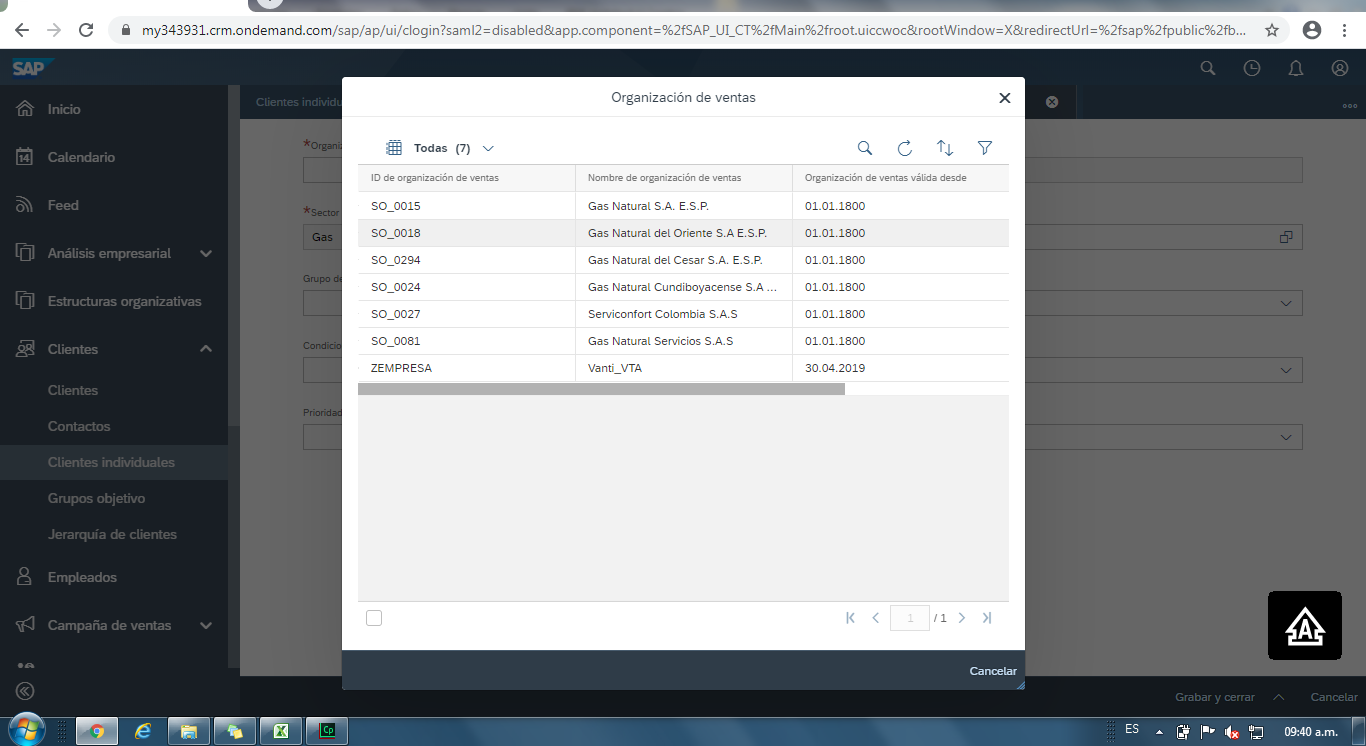 my343931.crm.ondemand.com/sap/ap/ui/clogin?saml2=disabled&app.component=%2fSAP_UI_CT%2fMain%2froot.uiccwoc&rootWindow=X&redirectUrl=%2fsap%2fpublic%2fb...
SAP
Inicio
Calendario
Feed
Análisis empresarial
Estructuras organizativas
Clientes
Clientes
Contactos
Clientes individuales
Grupos objetivo
Jerarquía de clientes
Empleados
Campaña de ventas
Clientes individu
*Organiz
*Sector
Gas
Grupo de
Condicio
Prioridad
Organización de ventas
Todas (7)
ID de organización de ventas Nombre de organización de ventas Organización de ventas válida desde
SO_0015 Gas Natural S.A. E.S.P. 01.01.1800
SO_0018 Gas Natural del Oriente S.A E.S.P. 01.01.1800
SO_0294 Gas Natural del Cesar S.A. E.S.P. 01.01.1800
SO_0024 Gas Natural Cundiboyacense S.A ... 01.01.1800
SO_0027 Serviconfort Colombia S.A.S 01.01.1800
SO_0081 Gas Natural Servicios S.A.S 01.01.1800
ZEMPRESA Vanti_VTA 30.04.2019
1 / 1
Cancelar
A
Grabar y cerrar Cancelar
Cp
ES
09:40 a.m.